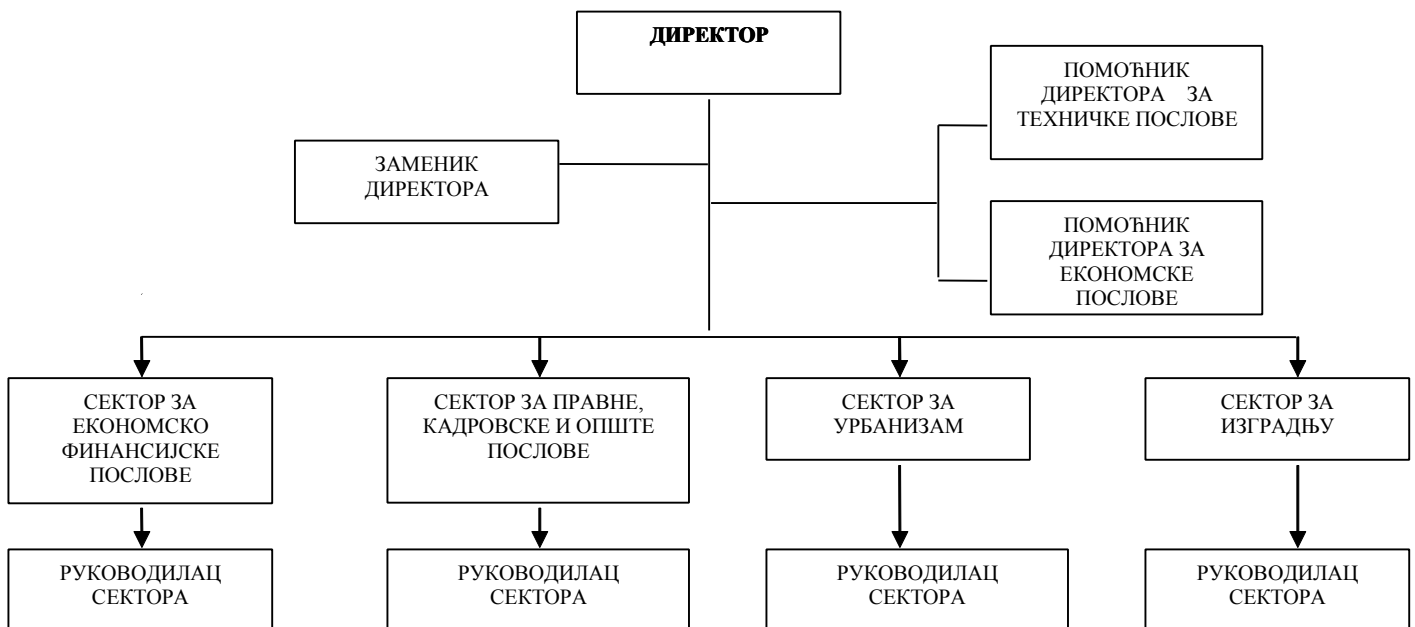 ДИРЕКТОР
ПОМОЋНИК
ДИРЕКТОРА ЗА
ТЕХНИЧКЕ ПОСЛОВЕ
ЗАМЕНИК
ДИРЕКТОРА
ПОМОЋНИК
ДИРЕКТОРА ЗА
ЕКОНОМСКЕ
ПОСЛОВЕ
СЕКТОР ЗА
ЕКОНОМСКО
ФИНАНСИЈСКЕ
ПОСЛОВЕ
СЕКТОР ЗА ПРАВНЕ,
КАДРОВСКЕ И ОПШТЕ
ПОСЛОВЕ
СЕКТОР ЗА
УРБАНИЗАМ
СЕКТОР ЗА
ИЗГРАДЊУ
РУКОВОДИЛАЦ
СЕКТОРА
РУКОВОДИЛАЦ
СЕКТОРА
РУКОВОДИЛАЦ
СЕКТОРА
РУКОВОДИЛАЦ
СЕКТОРА